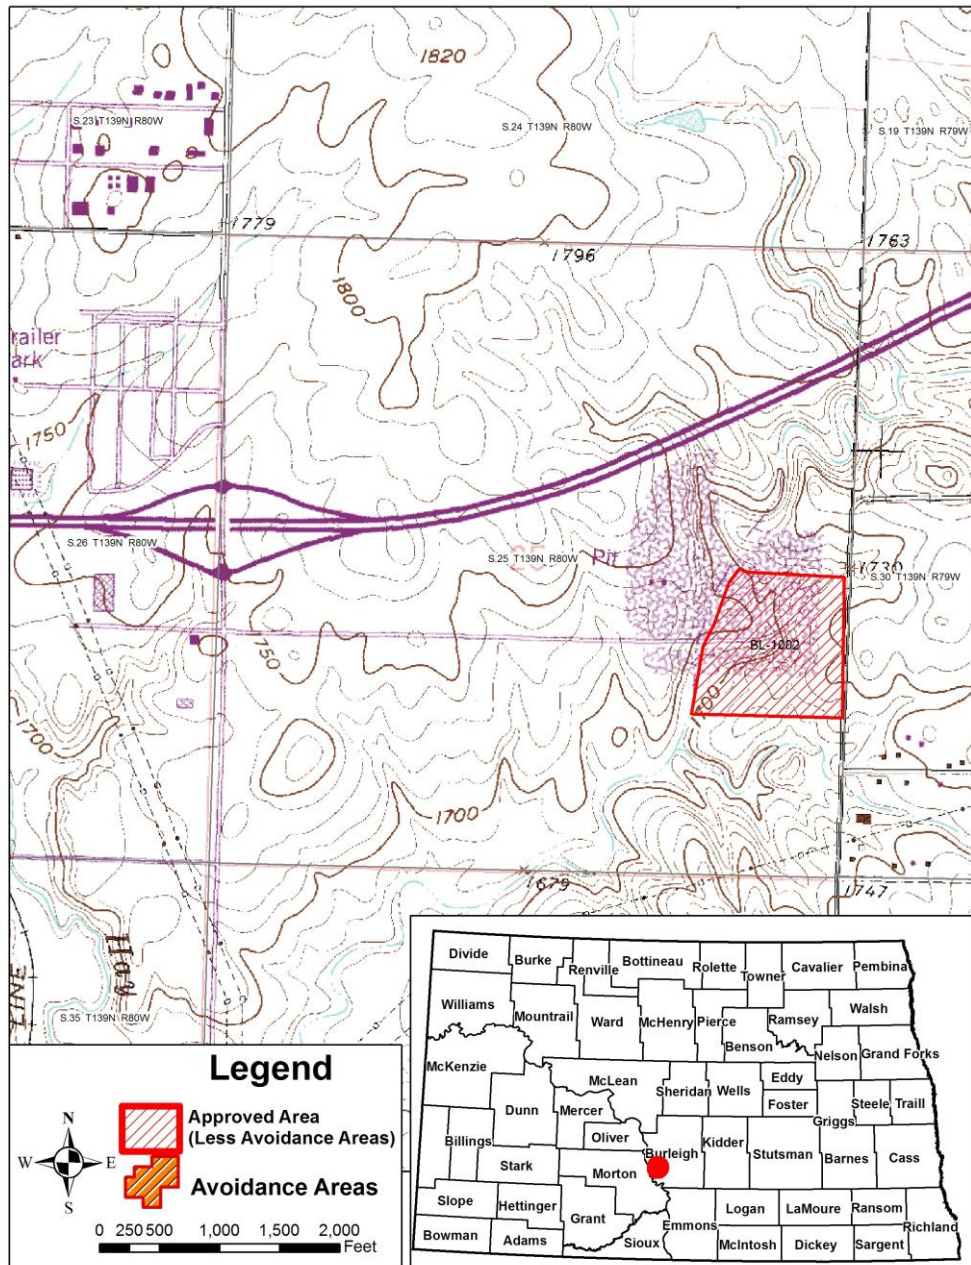 1820
S.23 T139N R80W
S.24 T139N R80W
S.19 T139N R79W
1779
1796
1763
1800
railer
ark
1750
S.26 T139N R80W
S.25 T139N R80W
Pit
1730
S.30 T139N R79W
BL-1002
1750
1700
1700
1700
1679
1747
Hay
LINE
S.35 T139N R80W
Legend
Approved Area
(Less Avoidance Areas)
Avoidance Areas
N
W E
S
0 250 500 1,000 1,500 2,000
Feet
Divide Burke Renville Bottineau Rolette Towner Cavalier Pembina
Williams Mountrail Ward McHenry Pierce Ramsey Walsh
Benson Nelson Grand Forks
McKenzie McLean Sheridan Wells Eddy
Dunn Mercer Foster Griggs Steele Traill
Billings Oliver Burleigh Kidder Stutsman Barnes Cass
Stark Morton
Slope Hettinger Grant Logan LaMoure Ransom Richland
Bowman Adams Sioux Emmons McIntosh Dickey Sargent